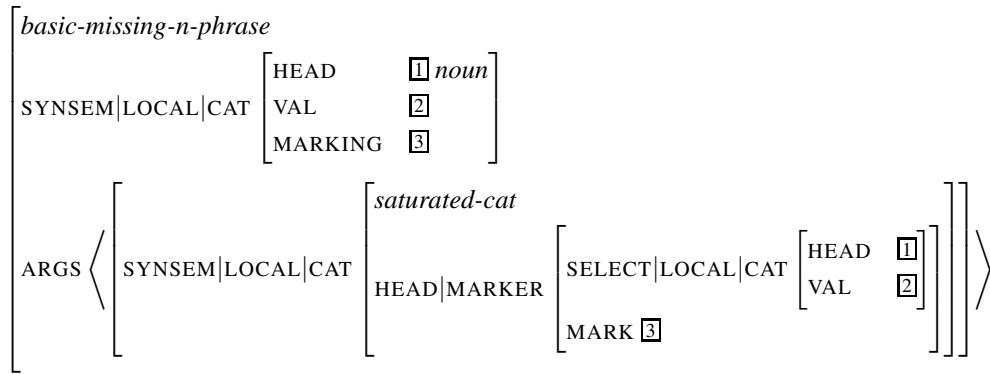 basic-missing-n-phrase
SYNSEM|LOCAL|CAT
HEAD 1 noun
VAL 2
MARKING 3
ARGS
SYNSEM|LOCAL|CAT
saturated-cat
HEAD|MARKER
SELECT|LOCAL|CAT
HEAD 1
VAL 2
MARK 3